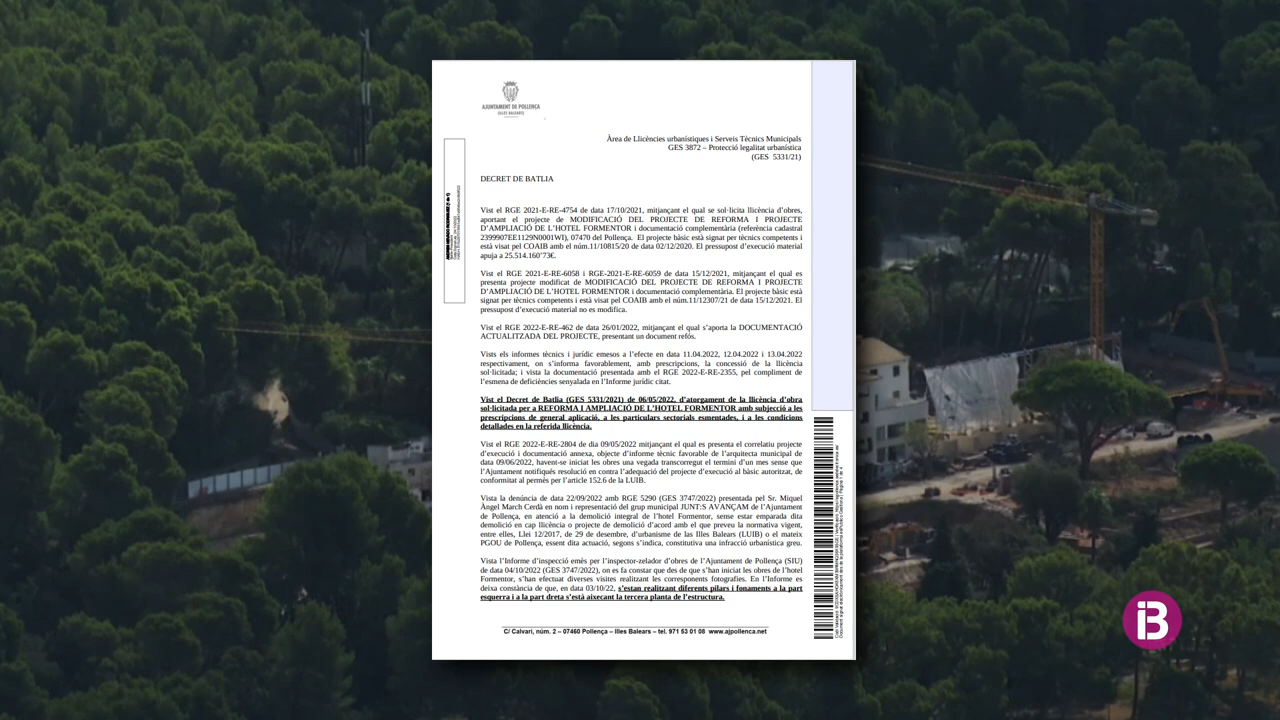 AJUNTAMENT DE POLLENÇA
ILLES BALEARS
Àrea de Llicències urbanístiques i Serveis Tècnics Municipals
GES 3872 – Protecció legalitat urbanística
(GES 5331/21)
DECRET DE BATLIA
Vist el RGE 2021-E-RE-4754 de data 17/10/2021, mitjançant el qual se sol·licita llicència d’obres,
aportant el projecte de MODIFICACIÓ DEL PROJECTE DE REFORMA I PROJECTE
D’AMPLIACIÓ DE L’HOTEL FORMENTOR i documentació complementària (referència cadastral
2399907EE1129N0001WI), 07470 del Pollença. El projecte bàsic està signat per tècnics competents i
està visat pel COAIB amb el núm.11/10815/20 de data 02/12/2020. El pressupost d’execució material
apuja a 25.514.160’73€.
Vist el RGE 2021-E-RE-6058 i RGE-2021-E-RE-6059 de data 15/12/2021, mitjançant el qual es
presenta projecte modificat de MODIFICACIÓ DEL PROJECTE DE REFORMA I PROJECTE
D’AMPLIACIÓ DE L’HOTEL FORMENTOR i documentació complementària. El projecte bàsic està
signat per tècnics competents i està visat pel COAIB amb el núm.11/12307/21 de data 15/12/2021. El
pressupost d’execució material no es modifica.
Vist el RGE 2022-E-RE-462 de data 26/01/2022, mitjançant el qual s’aporta la DOCUMENTACIÓ
ACTUALITZADA DEL PROJECTE, presentant un document refós.
Vists els informes tècnics i jurídic emesos a l’efecte en data 11.04.2022, 12.04.2022 i 13.04.2022
respectivament, on s’informa favorablement, amb prescripcions, la concessió de la llicència
sol·licitada; i vista la documentació presentada amb el RGE 2022-E-RE-2355, pel compliment de
l’esmena de deficiències senyalada en l’Informe jurídic citat.
Vist el Decret de Batlia (GES 5331/2021) de 06/05/2022, d’atorgament de la llicència d’obra
sol·licitada per a REFORMA I AMPLIACIÓ DE L’HOTEL FORMENTOR amb subjecció a les
prescripcions de general aplicació, a les particulars sectorials esmentades, i a les condicions
detallades en la referida llicència.
Vist el RGE 2022-E-RE-2804 de dia 09/05/2022 mitjançant el qual es presenta el correlatiu projecte
d’execució i documentació annexa, objecte d’informe tècnic favorable de l’arquitecta municipal de
data 09/06/2022, havent-se iniciat les obres una vegada transcorregut el termini d’un mes sense que
l’Ajuntament notifiqués resolució en contra l’adequació del projecte d’execució al bàsic autoritzat, de
conformitat al permès per l’article 152.6 de la LUIB.
Vista la denúncia de data 22/09/2022 amb RGE 5290 (GES 3747/2022) presentada pel Sr. Miquel
Àngel March Cerdà en nom i representació del grup municipal JUNT:S AVANÇAM de l’Ajuntament
de Pollença, en atenció a la demolició integral de l’hotel Formentor, sense estar emparada dita
demolició en cap llicència o projecte de demolició d’acord amb el que preveu la normativa vigent,
entre elles, Llei 12/2017, de 29 de desembre, d’urbanisme de las Illes Balears (LUIB) o el mateix
PGOU de Pollença, essent dita actuació, segons s’indica, constitutiva una infracció urbanística greu.
Vista l’Informe d’inspecció emès per l’inspector-zelador d’obres de l’Ajuntament de Pollença (SIU)
de data 04/10/2022 (GES 3747/2022), on es fa constar que des de que s’han iniciat les obres de l’hotel
Formentor, s’han efectuat diverses visites realitzant les corresponents fotografies. En l’Informe es
deixa constància de que, en data 03/10/22, s’estan realitzant diferents pilars i fonaments a la part
esquerra i a la part dreta s’està aixecant la tercera planta de l’estructura.
C/ Calvari, núm. 2 – 07460 Pollença – Illes Balears – tel. 971 53 01 08 www.ajpollenca.net
IB